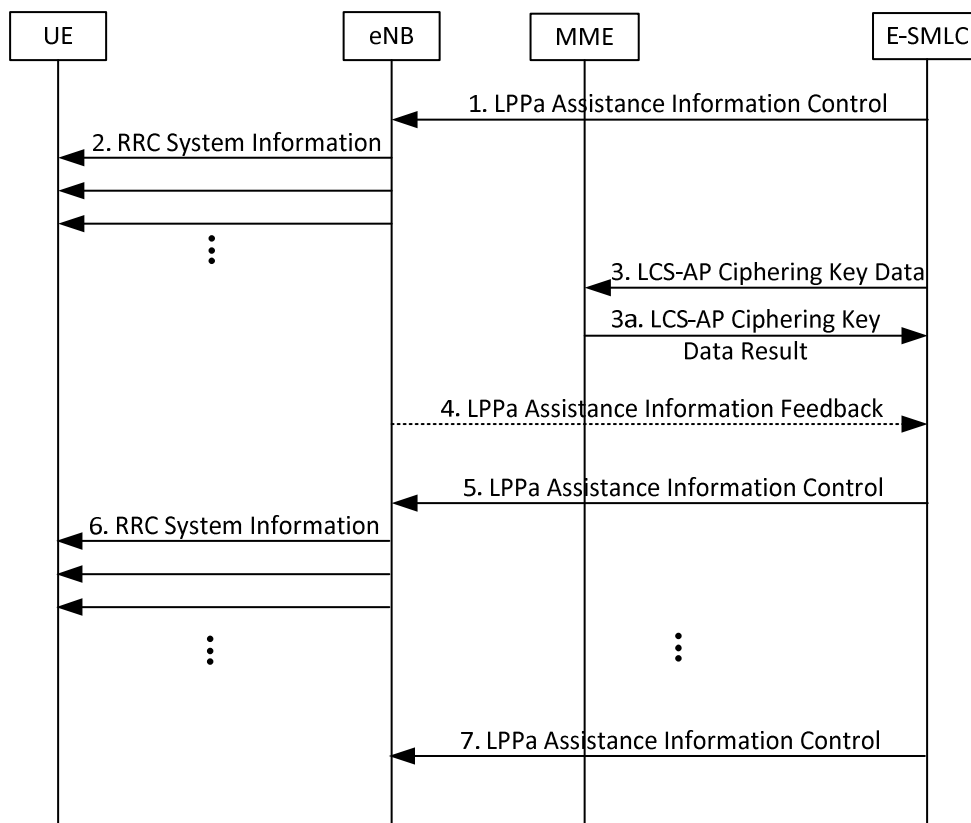 UE
eNB
MME
E-SMLC
1. LPPa Assistance Information Control
2. RRC System Information
3. LCS-AP Ciphering Key Data
3a. LCS-AP Ciphering Key
Data Result
4. LPPa Assistance Information Feedback
5. LPPa Assistance Information Control
6. RRC System Information
7. LPPa Assistance Information Control